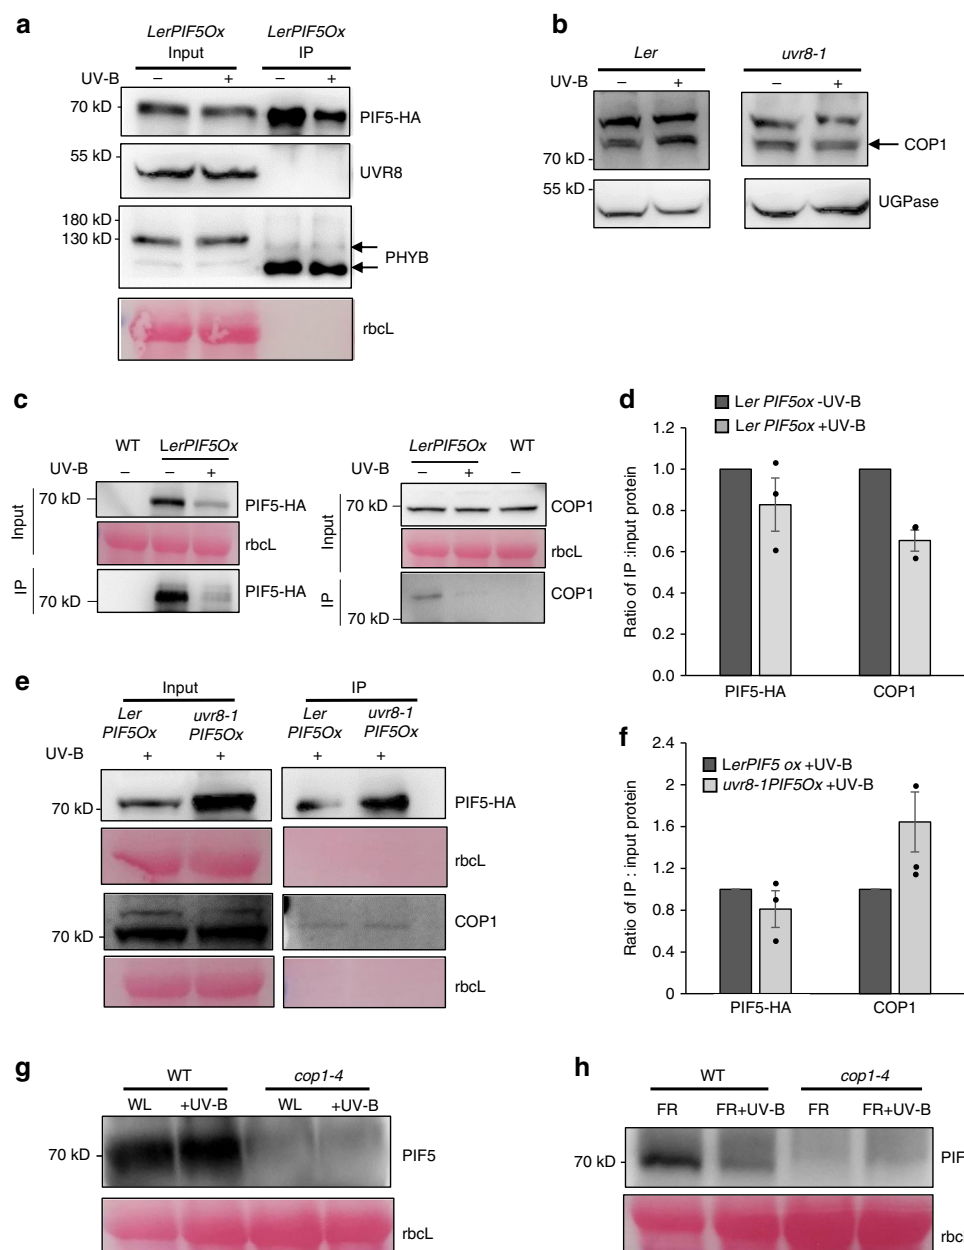 a
LerPIF5Ox LerPIF5Ox
Input IP
UV-B – + – +
70 kD PIF5-HA
55 kD UVR8
180 kD
130 kD PHYB
rbcL
b
Ler uvr8-1
UV-B – + – +
COP1
70 kD
55 kD UGPase
c
WT LerPIF5Ox
UV-B – – +
Input 70 kD PIF5-HA
rbcL
IP 70 kD PIF5-HA
LerPIF5Ox WT
UV-B – + –
Input 70 kD COP1
rbcL
IP COP1
70 kD
d
Ler PIF5ox -UV-B
Ler PIF5ox +UV-B
Ratio of IP :input protein
1.2
1.0
0.8
0.6
0.4
0.2
0.0
PIF5-HA COP1
e
Input IP
Ler PIF5Ox uvr8-1 PIF5Ox Ler PIF5Ox uvr8-1 PIF5Ox
UV-B + + + +
70 kD PIF5-HA
rbcL
COP1
70 kD
rbcL
f
LerPIF5 ox +UV-B
uvr8-1PIF5Ox +UV-B
Ratio of IP : input protein
2.4
2
1.6
1.2
0.8
0.4
0
PIF5-HA COP1
g
WT cop1-4
WL +UV-B WL +UV-B
70 kD PIF5
rbcL
h
WT cop1-4
FR FR+UV-B FR FR+UV-B
70 kD PIF
rbc